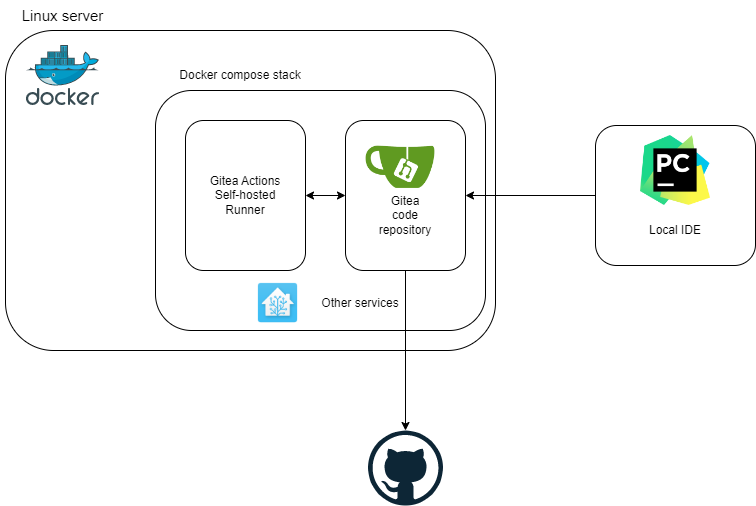 Linux server
docker
Docker compose stack
Gitea Actions
Self-hosted
Runner
Gitea
code
repository
PC
Local IDE
Other services